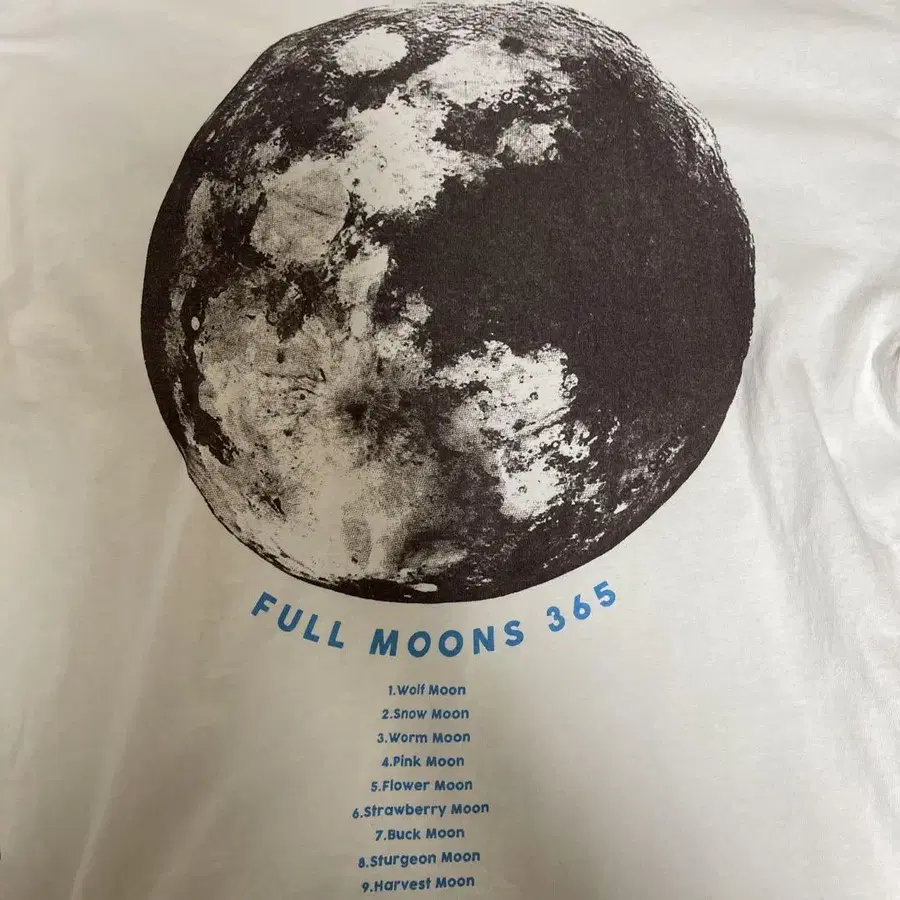 FULL MOONS 365
1.Wolf Moon
2.Snow Moon
3.Worm Moon
4.Pink Moon
5.Flower Moon
6.Strawberry Moon
7.Buck Moon
8.Sturgeon Moon
9.Harvest Moon